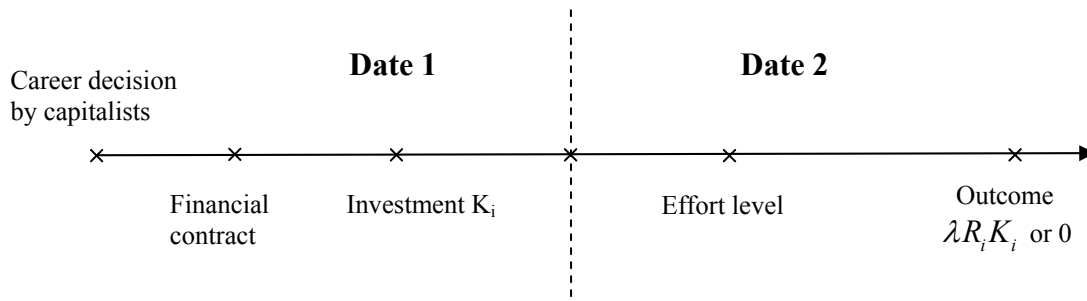 Date 1
Date 2
Career decision
by capitalists
Financial
contract
Investment Kᵢ
Effort level
Outcome
λRᵢKᵢ or 0